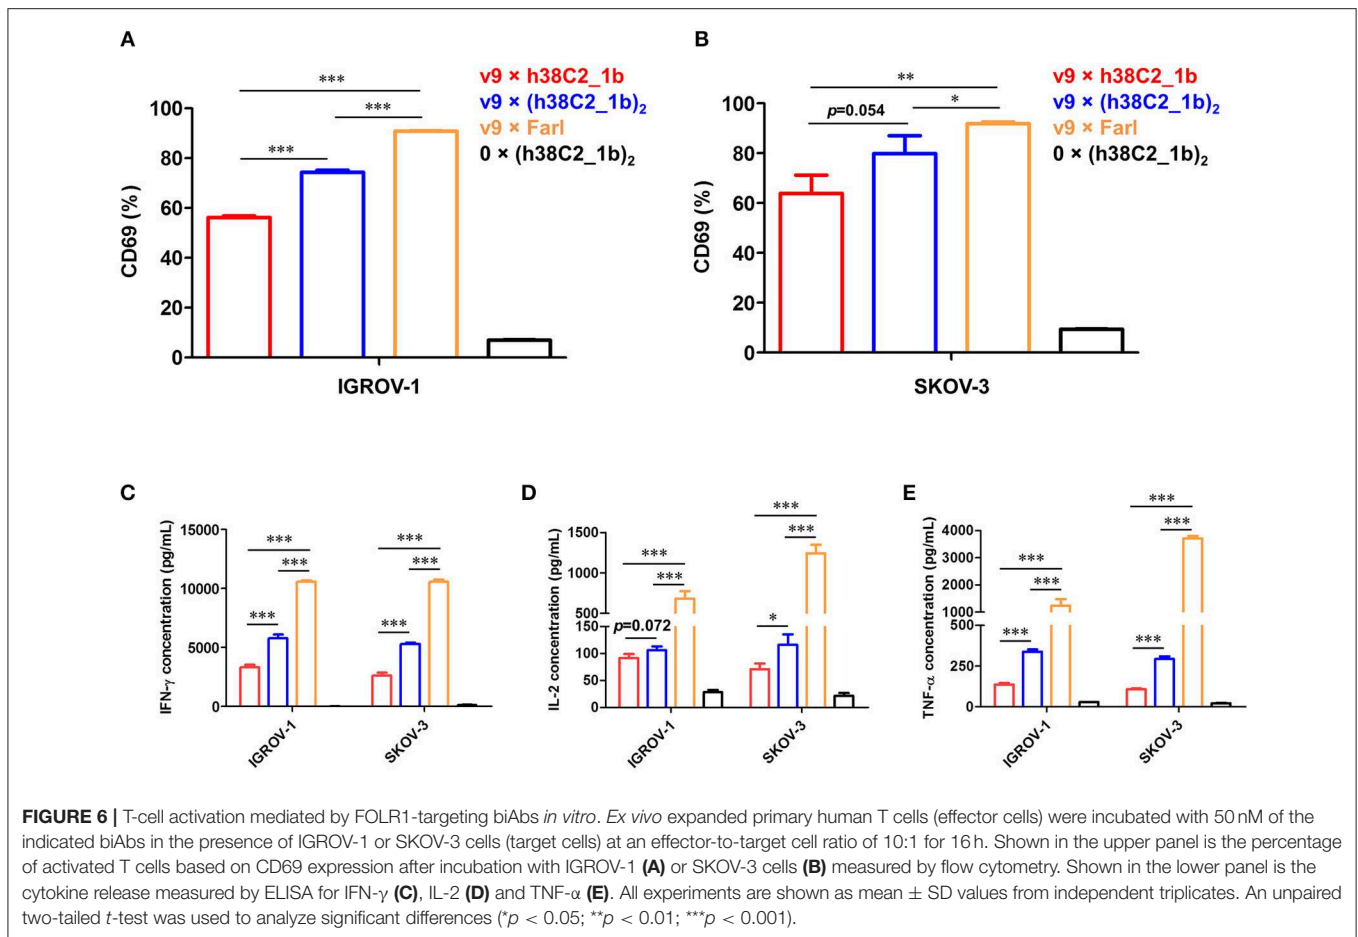 A
v9 × h38C2_1b
v9 × (h38C2_1b)₂
v9 × Farl
0 × (h38C2_1b)₂
***
***
***
CD69 (%)
100
80
60
40
20
0
IGROV-1
B
v9 × h38C2_1b
v9 × (h38C2_1b)₂
v9 × Farl
0 × (h38C2_1b)₂
**
*
p=0.054
CD69 (%)
100
80
60
40
20
0
SKOV-3
C
IFN-γ concentration (pg/mL)
15000
10000
5000
0
***
***
***
***
***
***
IGROV-1
SKOV-3
D
IL-2 concentration (pg/mL)
1500
1000
500
150
100
50
0
***
***
p=0.072
***
***
*
IGROV-1
SKOV-3
E
TNF-α concentration (pg/mL)
4000
3000
2000
1000
500
250
0
***
***
***
***
***
***
IGROV-1
SKOV-3
FIGURE 6 | T-cell activation mediated by FOLR1-targeting biAbs in vitro. Ex vivo expanded primary human T cells (effector cells) were incubated with 50 nM of the
indicated biAbs in the presence of IGROV-1 or SKOV-3 cells (target cells) at an effector-to-target cell ratio of 10:1 for 16 h. Shown in the upper panel is the percentage
of activated T cells based on CD69 expression after incubation with IGROV-1 (A) or SKOV-3 cells (B) measured by flow cytometry. Shown in the lower panel is the
cytokine release measured by ELISA for IFN-γ (C), IL-2 (D) and TNF-α (E). All experiments are shown as mean ± SD values from independent triplicates. An unpaired
two-tailed t-test was used to analyze significant differences (*p < 0.05; **p < 0.01; ***p < 0.001).